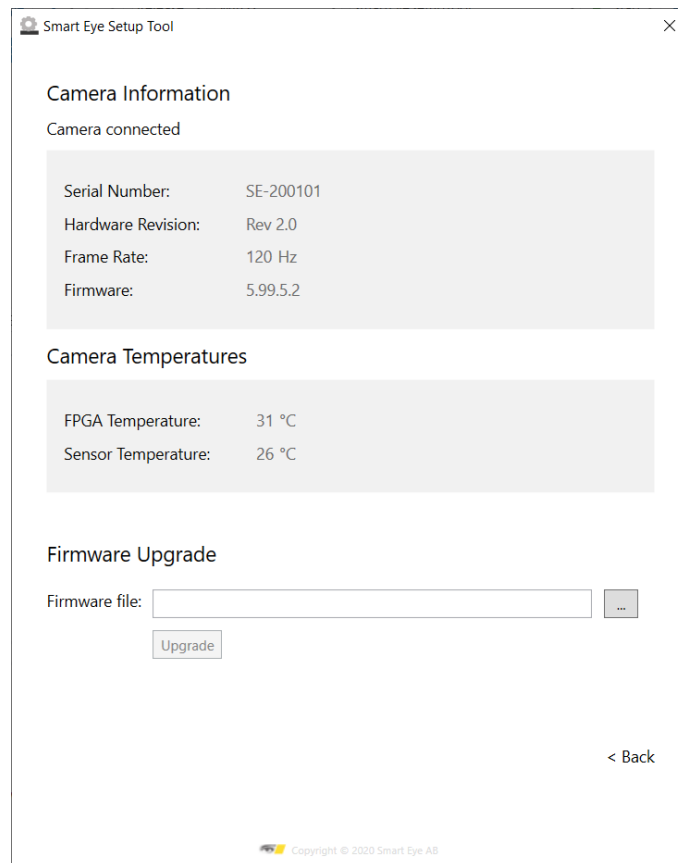 Smart Eye Setup Tool
Camera Information
Camera connected
Serial Number: SE-200101
Hardware Revision: Rev 2.0
Frame Rate: 120 Hz
Firmware: 5.99.5.2
Camera Temperatures
FPGA Temperature: 31 °C
Sensor Temperature: 26 °C
Firmware Upgrade
Firmware file: ...
Upgrade
< Back
Copyright © 2020 Smart Eye AB